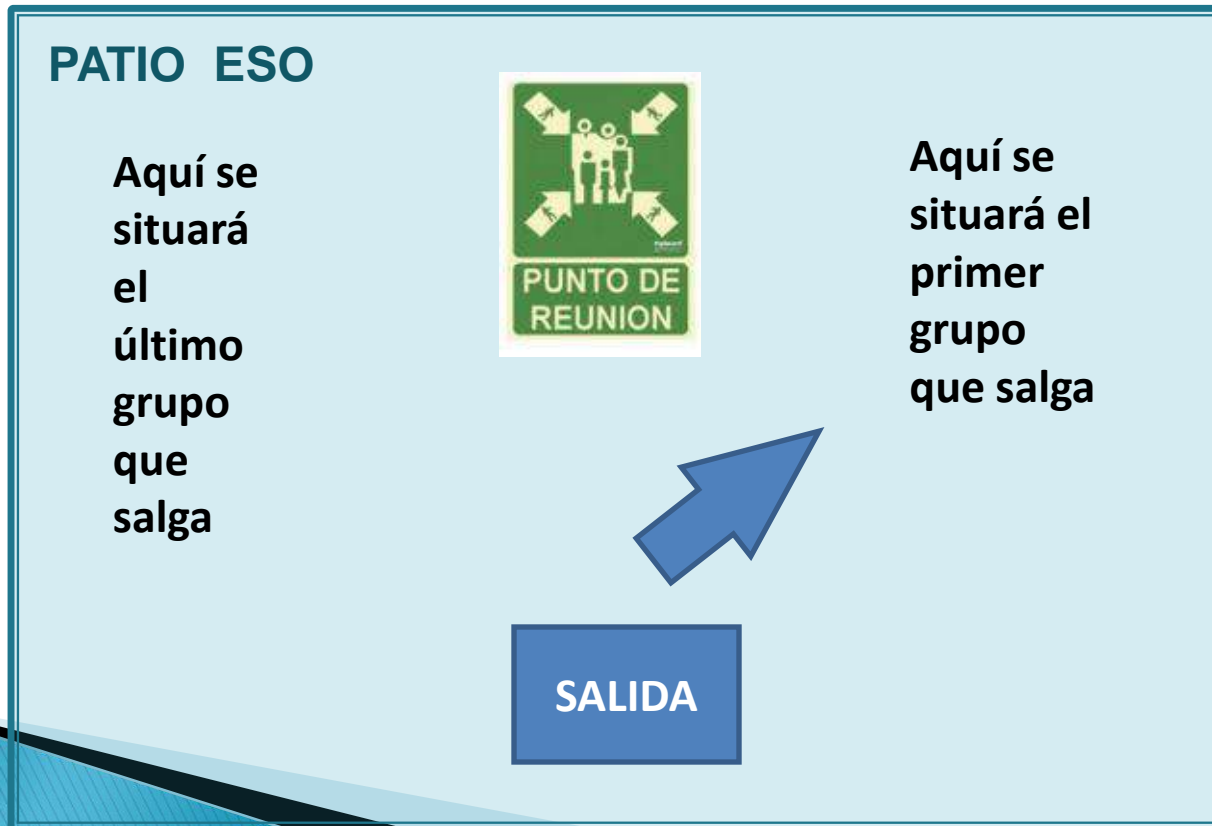 PATIO ESO
Aquí se
situará
el
último
grupo
que
salga
PUNTO DE
REUNION
Aquí se
situará el
primer
grupo
que salga
SALIDA